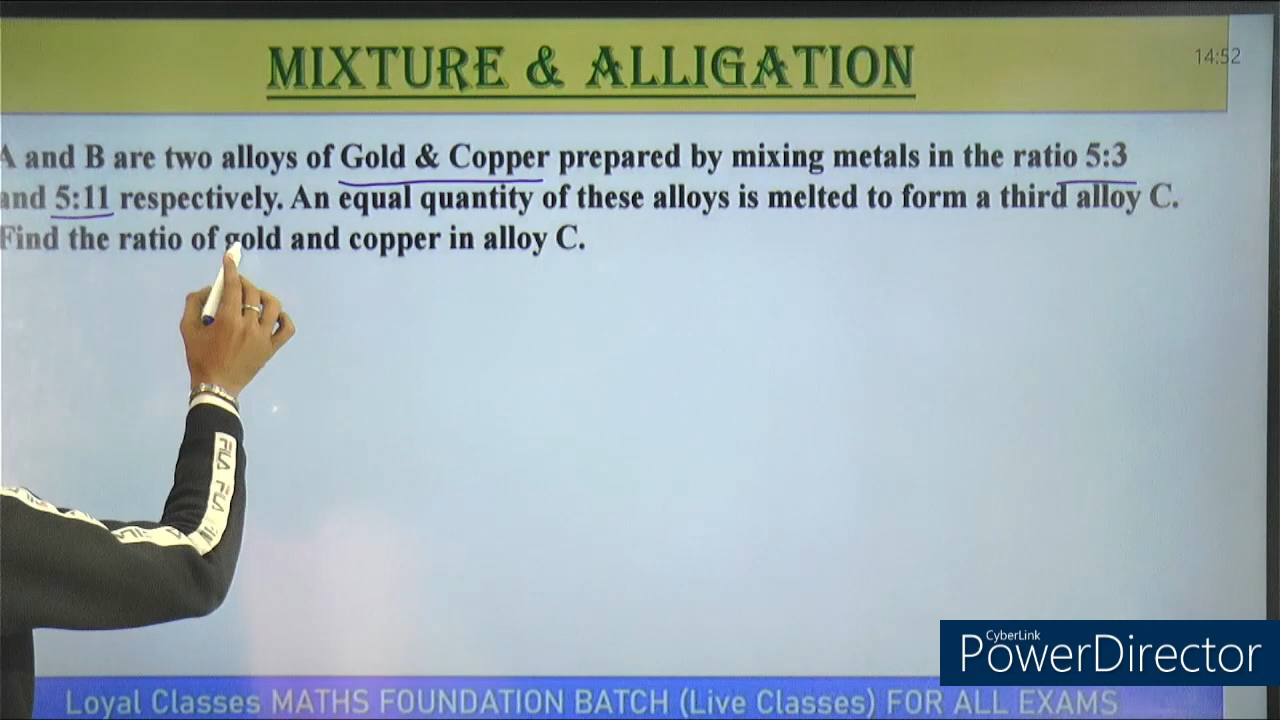 MIXTURE & ALLIGATION
14:52
A and B are two alloys of Gold & Copper prepared by mixing metals in the ratio 5:3
and 5:11 respectively. An equal quantity of these alloys is melted to form a third alloy C.
Find the ratio of gold and copper in alloy C.
FILA FILA
CyberLink
PowerDirector
Loyal Classes MATHS FOUNDATION BATCH (Live Classes) FOR ALL EXAMS